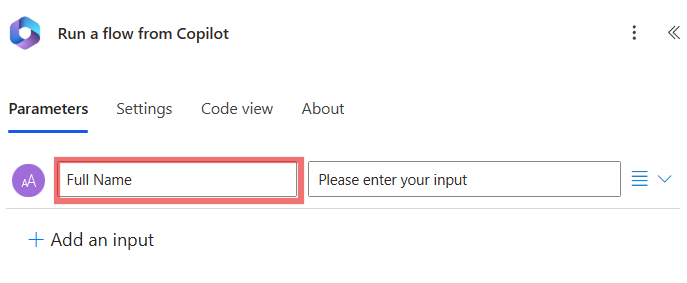 Run a flow from Copilot
Parameters Settings Code view About
AA Full Name Please enter your input
+ Add an input